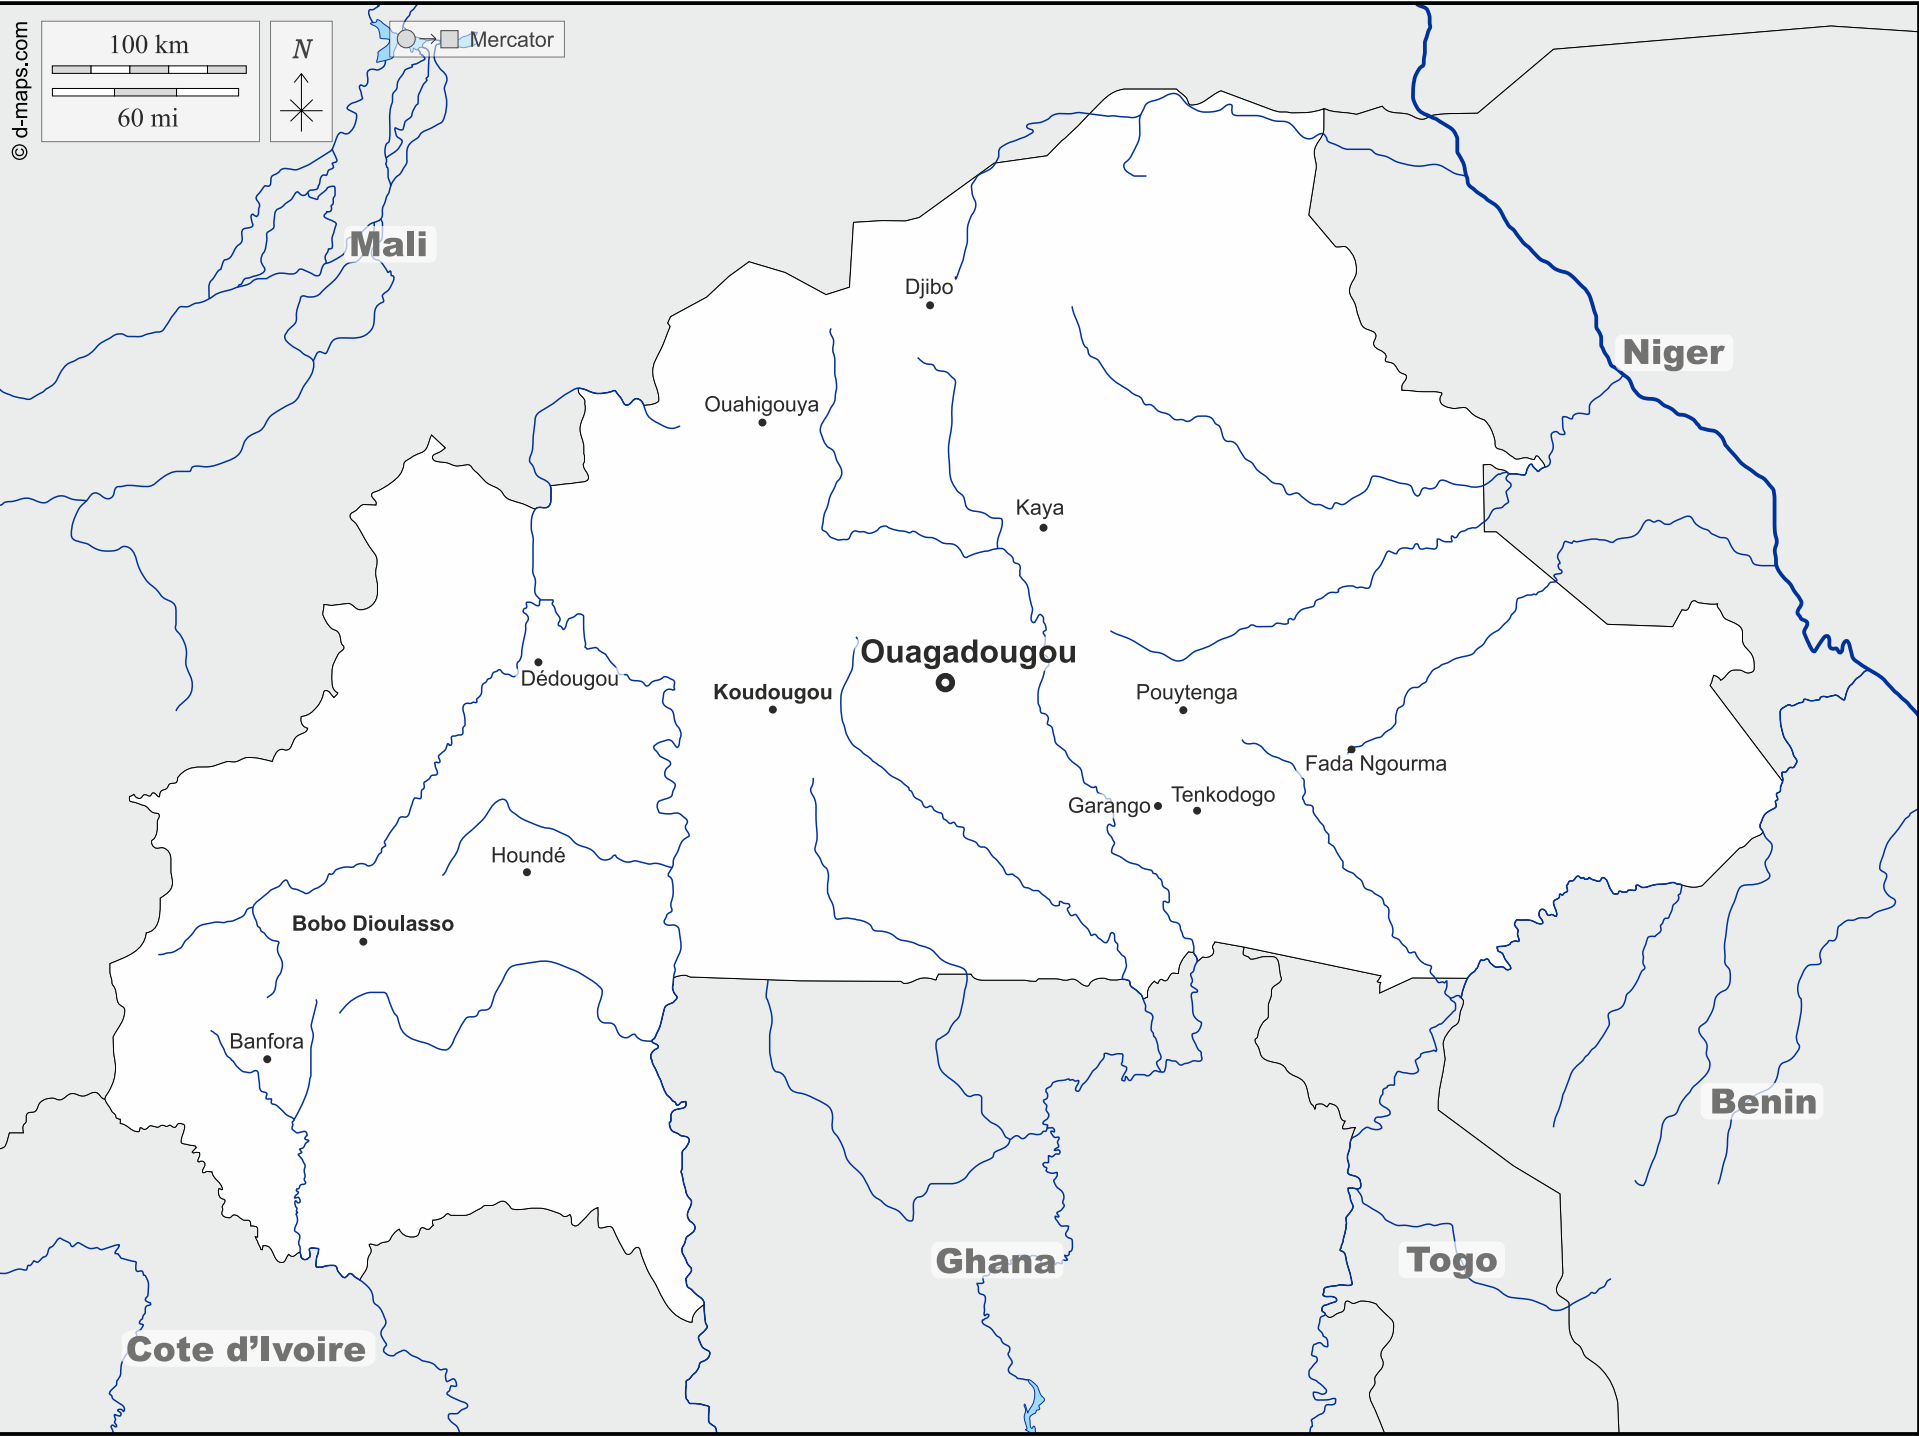 © d-maps.com
100 km
60 mi
N
Mercator
Mali
Djibo
Niger
Ouahigouya
Kaya
Ouagadougou
Dédougou
Koudougou
Pouytenga
Fada Ngourma
Garango
Tenkodogo
Houndé
Bobo Dioulasso
Banfora
Benin
Ghana
Togo
Cote d’Ivoire